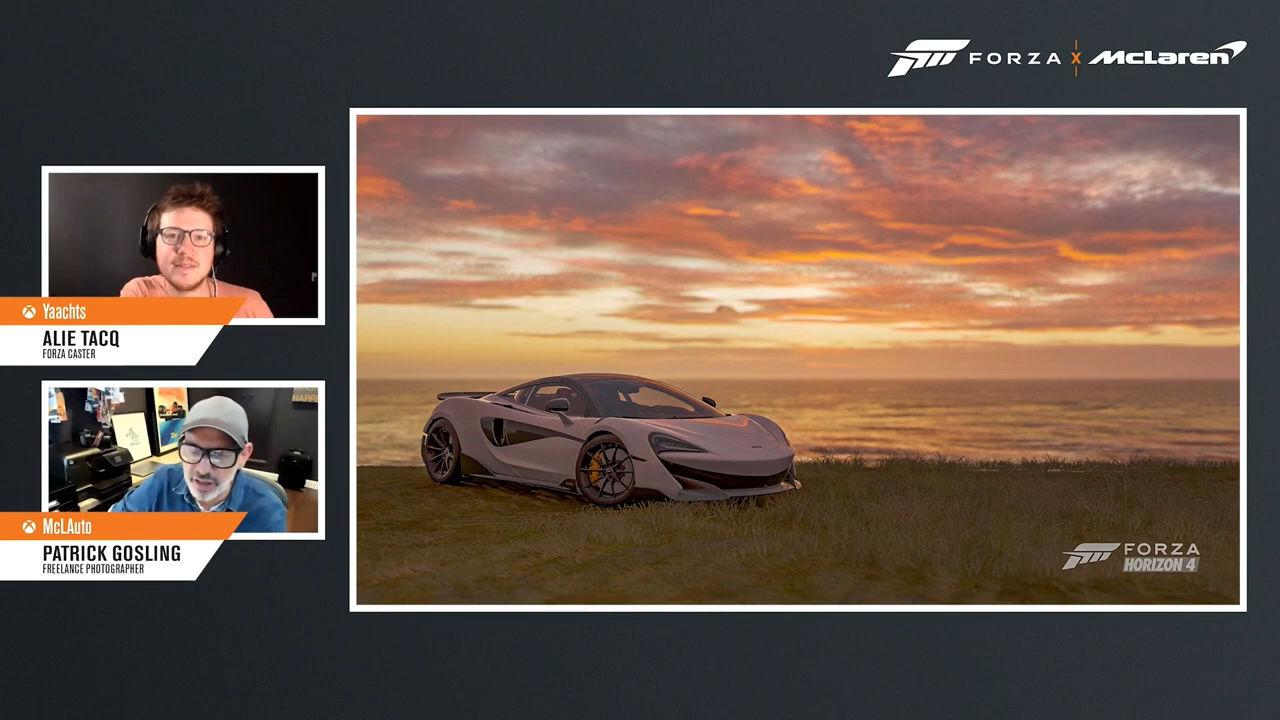 FORZA x McLaren
Yaachts
ALIE TACQ
FORZA CASTER
McLAuto
PATRICK GOSLING
FREELANCE PHOTOGRAPHER
FORZA
HORIZON 4